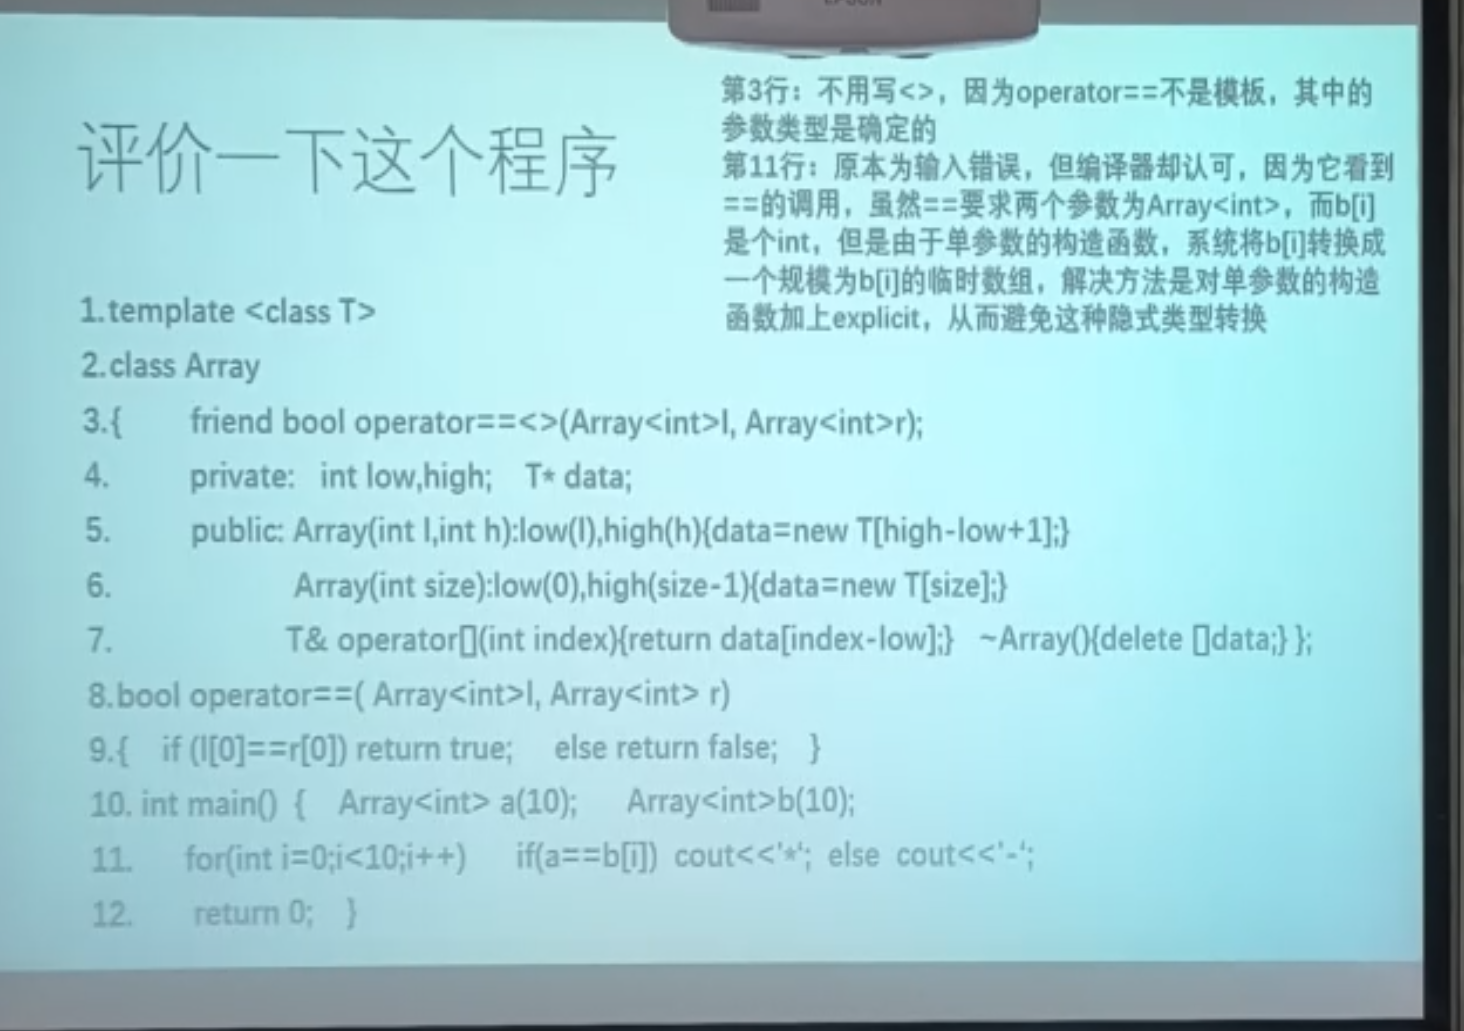 评价一下这个程序
第3行：不用写<>，因为operator==不是模板，其中的
参数类型是确定的
第11行：原本为输入错误，但编译器却认可，因为它看到
==的调用，虽然==要求两个参数为Array<int>，而b[i]
是个int，但是由于单参数的构造函数，系统将b[i]转换成
一个规模为b[i]的临时数组，解决方法是对单参数的构造
函数加上explicit，从而避免这种隐式类型转换
1.template <class T>
2.class Array
3.{ friend bool operator==<>(Array<int>l, Array<int>r);
4. private: int low,high; T* data;
5. public: Array(int l,int h):low(l),high(h){data=new T[high-low+1];}
6. Array(int size):low(0),high(size-1){data=new T[size];}
7. T& operator[](int index){return data[index-low];} ~Array(){delete []data;} };
8.bool operator==( Array<int>l, Array<int> r)
9.{ if (l[0]==r[0]) return true; else return false; }
10. int main() { Array<int> a(10); Array<int>b(10);
11. for(int i=0;i<10;i++) if(a==b[i]) cout<<'*‘; else cout<<'-‘;
12. return 0; }